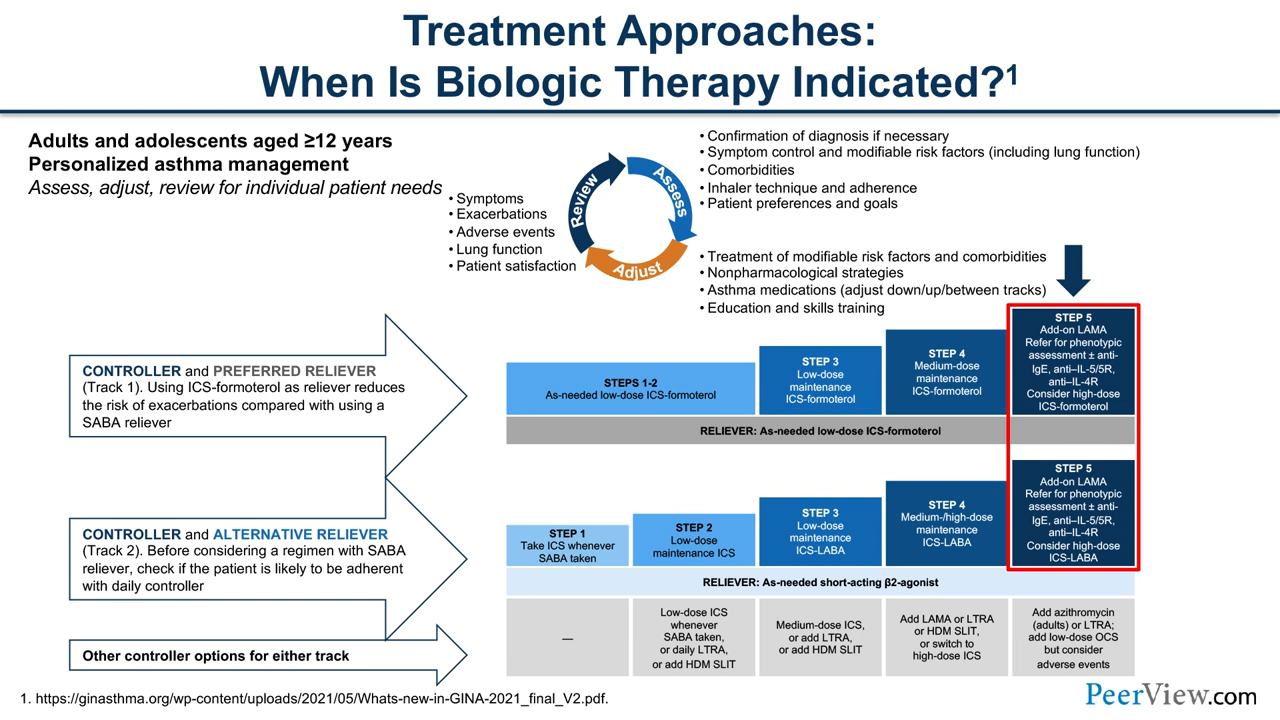 Treatment Approaches:
When Is Biologic Therapy Indicated?1
Adults and adolescents aged ≥12 years
Personalized asthma management
Assess, adjust, review for individual patient needs
• Symptoms
• Exacerbations
• Adverse events
• Lung function
• Patient satisfaction
Review
Assess
Adjust
• Confirmation of diagnosis if necessary
• Symptom control and modifiable risk factors (including lung function)
• Comorbidities
• Inhaler technique and adherence
• Patient preferences and goals
• Treatment of modifiable risk factors and comorbidities
• Nonpharmacological strategies
• Asthma medications (adjust down/up/between tracks)
• Education and skills training
CONTROLLER and PREFERRED RELIEVER
(Track 1). Using ICS-formoterol as reliever reduces
the risk of exacerbations compared with using a
SABA reliever
STEPS 1-2
As-needed low-dose ICS-formoterol
STEP 3
Low-dose
maintenance
ICS-formoterol
STEP 4
Medium-dose
maintenance
ICS-formoterol
STEP 5
Add-on LAMA
Refer for phenotypic
assessment ± anti-
IgE, anti–IL-5/5R,
anti–IL-4R
Consider high-dose
ICS-formoterol
RELIEVER: As-needed low-dose ICS-formoterol
CONTROLLER and ALTERNATIVE RELIEVER
(Track 2). Before considering a regimen with SABA
reliever, check if the patient is likely to be adherent
with daily controller
STEP 1
Take ICS whenever
SABA taken
STEP 2
Low-dose
maintenance ICS
STEP 3
Low-dose
maintenance
ICS-LABA
STEP 4
Medium-/high-dose
maintenance
ICS-LABA
STEP 5
Add-on LAMA
Refer for phenotypic
assessment ± anti-
IgE, anti–IL-5/5R,
anti–IL-4R
Consider high-dose
ICS-LABA
RELIEVER: As-needed short-acting β2-agonist
Other controller options for either track
—
Low-dose ICS
whenever
SABA taken,
or daily LTRA,
or add HDM SLIT
Medium-dose ICS,
or add LTRA,
or add HDM SLIT
Add LAMA or LTRA
or HDM SLIT,
or switch to
high-dose ICS
Add azithromycin
(adults) or LTRA;
add low-dose OCS
but consider
adverse events
1. https://ginasthma.org/wp-content/uploads/2021/05/Whats-new-in-GINA-2021_final_V2.pdf.
PeerView.com